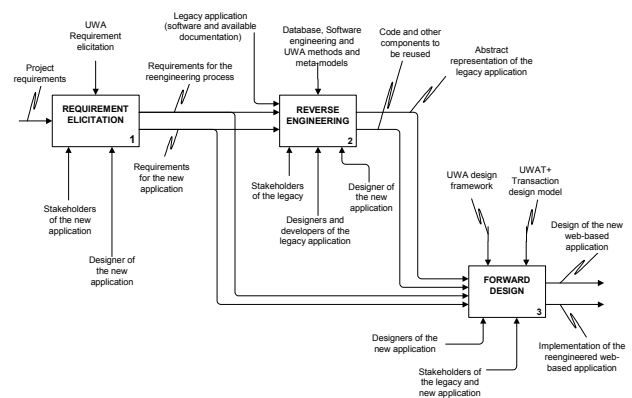 Legacy application
(software and available
documentation)
Database, Software
engineering and
UWA methods and
meta-models
Code and other
components to
be reused
Abstract
representation of the
legacy application
UWA
Requirement
elicitation
Project
requirements
Requirements for the
reengineering process
REQUIREMENT
ELICITATION
1
REVERSE
ENGINEERING
2
Requirements
for the new
application
Stakeholders
of the new
application
Designer of
the new
application
Stakeholders
of the legacy
Designers and
developers of the
legacy application
Designer of
the new
application
UWA design
framework
UWAT+
Transaction
design model
Design of the new
web-based
application
FORWARD
DESIGN
3
Designers of the
new application
Stakeholders of
the legacy and
new application
Implementation of the
reengineered web-
based application